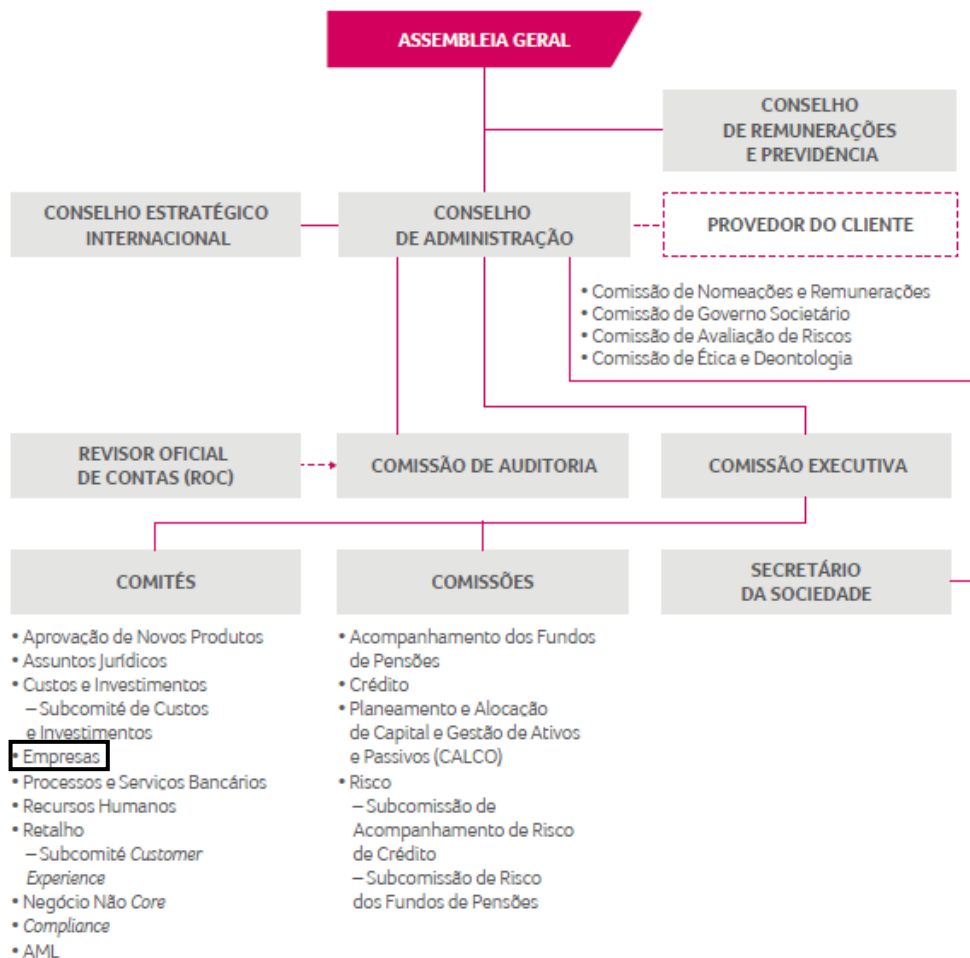 ASSEMBLEIA GERAL
CONSELHO
DE REMUNERAÇÕES
E PREVIDÊNCIA
CONSELHO ESTRATÉGICO
INTERNACIONAL
CONSELHO
DE ADMINISTRAÇÃO
PROVEDOR DO CLIENTE
• Comissão de Nomeações e Remunerações
• Comissão de Governo Societário
• Comissão de Avaliação de Riscos
• Comissão de Ética e Deontologia
REVISOR OFICIAL
DE CONTAS (ROC)
COMISSÃO DE AUDITORIA
COMISSÃO EXECUTIVA
COMITÉS
COMISSÕES
SECRETÁRIO
DA SOCIEDADE
• Aprovação de Novos Produtos
• Assuntos Jurídicos
• Custos e Investimentos
– Subcomité de Custos
e Investimentos
• Empresas
• Processos e Serviços Bancários
• Recursos Humanos
• Retalho
– Subcomité Customer
Experience
• Negócio Não Core
• Compliance
• AML
• Acompanhamento dos Fundos
de Pensões
• Crédito
• Planeamento e Alocação
de Capital e Gestão de Ativos
e Passivos (CALCO)
• Risco
– Subcomissão de
Acompanhamento de Risco
de Crédito
– Subcomissão de Risco
dos Fundos de Pensões